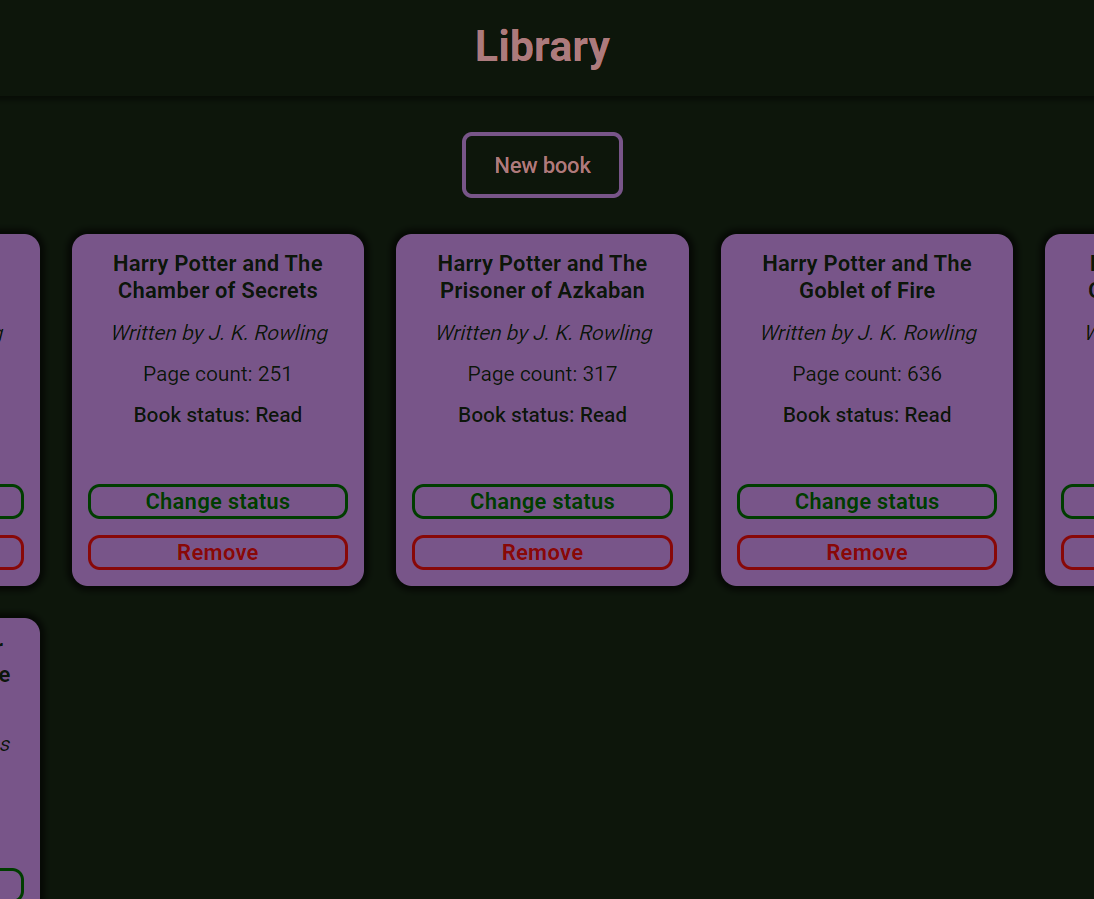 Library
New book
Harry Potter and The
Chamber of Secrets
Written by J. K. Rowling
Page count: 251
Book status: Read
Change status
Remove
Harry Potter and The
Prisoner of Azkaban
Written by J. K. Rowling
Page count: 317
Book status: Read
Change status
Remove
Harry Potter and The
Goblet of Fire
Written by J. K. Rowling
Page count: 636
Book status: Read
Change status
Remove